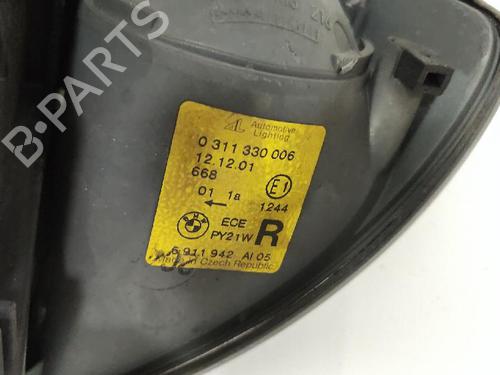 Automotive
Lighting
0 311 330 006
12.12.01
668
01 1a
E1
1244
ECE
PY21W
R
6 911 942 AI 05
Made in Czech Republic
B-PARTS